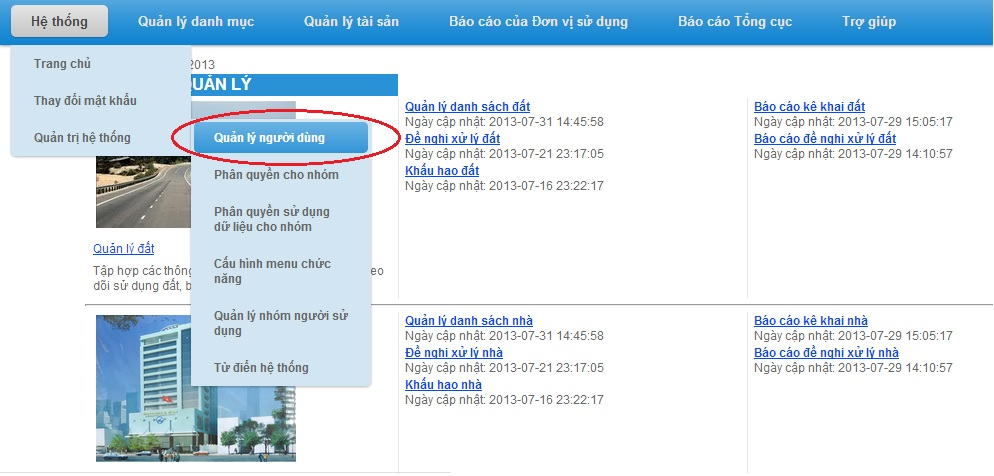 Hệ thống Quản lý danh mục Quản lý tài sản Báo cáo của Đơn vị sử dụng Báo cáo Tổng cục Trợ giúp
Trang chủ
Thay đổi mật khẩu
Quản trị hệ thống
2013
QUẢN LÝ
Quản lý người dùng
Phân quyền cho nhóm
Phân quyền sử dụng
dữ liệu cho nhóm
Cấu hình menu chức
năng
Quản lý nhóm người sử
dụng
Từ điển hệ thống
Quản lý đất
Tập hợp các thông
dõi sử dụng đất,
Quản lý danh sách đất
Ngày cập nhật: 2013-07-31 14:45:58
Đề nghi xử lý đất
Ngày cập nhật: 2013-07-21 23:17:05
Khấu hao đất
Ngày cập nhật: 2013-07-16 23:22:17
Báo cáo kê khai đất
Ngày cập nhật: 2013-07-29 15:05:17
Báo cáo đề nghi xử lý đất
Ngày cập nhật: 2013-07-29 14:10:57
Quản lý danh sách nhà
Ngày cập nhật: 2013-07-31 14:45:58
Đề nghi xử lý nhà
Ngày cập nhật: 2013-07-21 23:17:05
Khấu hao nhà
Ngày cập nhật: 2013-07-16 23:22:17
Báo cáo kê khai nhà
Ngày cập nhật: 2013-07-29 15:05:17
Báo cáo đề nghi xử lý nhà
Ngày cập nhật: 2013-07-29 14:10:57